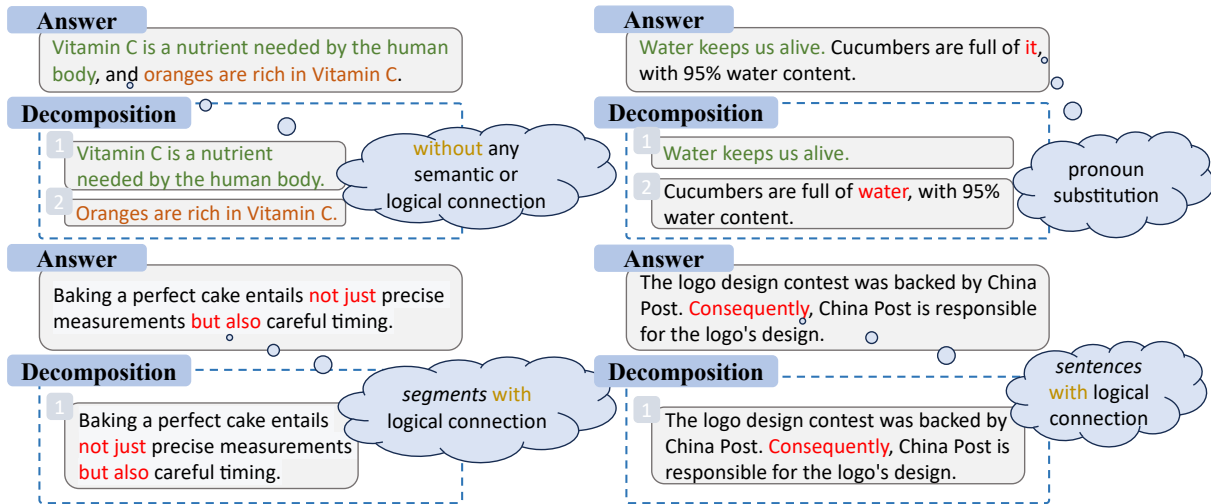 Answer
Vitamin C is a nutrient needed by the human
body, and oranges are rich in Vitamin C.
Decomposition
1
Vitamin C is a nutrient
needed by the human body.
2
Oranges are rich in Vitamin C.
without any
semantic or
logical connection
Answer
Water keeps us alive. Cucumbers are full of it,
with 95% water content.
Decomposition
1
Water keeps us alive.
2
Cucumbers are full of water, with 95%
water content.
pronoun
substitution
Answer
Baking a perfect cake entails not just precise
measurements but also careful timing.
Decomposition
1
Baking a perfect cake entails
not just precise measurements
but also careful timing.
segments with
logical connection
Answer
The logo design contest was backed by China
Post. Consequently, China Post is responsible
for the logo's design.
Decomposition
1
The logo design contest was backed by
China Post. Consequently, China Post is
responsible for the logo's design.
sentences
with logical
connection